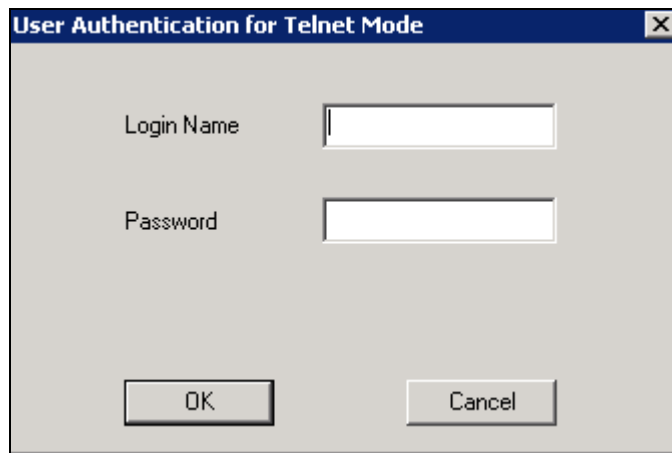 User Authentication for Telnet Mode
Login Name
Password
OK
Cancel